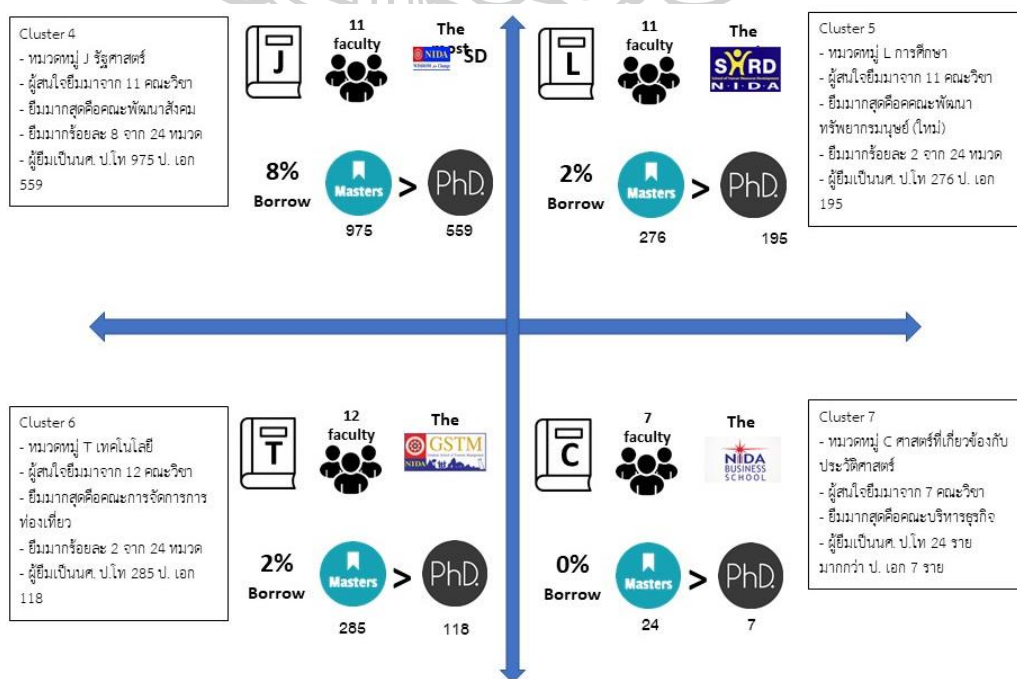 Cluster 4
- หมวดหมู่ J รัฐศาสตร์
- ผู้สนใจยืมมาจาก 11 คณะวิชา
- ยืมมากสุดคือคณะพัฒนาสังคม
- ยืมมากร้อยละ 8 จาก 24 หมวด
- ผู้ยืมเป็นนศ. ป.โท 975 ป. เอก
559
J
11
faculty
The
most
SD
NIDA
WISDOM for Change
8%
Borrow
Masters
>
PhD.
975
559
L
11
faculty
The
SHRD
School of Human Resource Development
N·I·D·A
2%
Borrow
Masters
>
PhD.
276
195
Cluster 5
- หมวดหมู่ L การศึกษา
- ผู้สนใจยืมมาจาก 11 คณะวิชา
- ยืมมากสุดคือคคณะพัฒนา
ทรัพยากรมนุษย์ (ใหม่)
- ยืมมากร้อยละ 2 จาก 24 หมวด
- ผู้ยืมเป็นนศ. ป.โท 276 ป. เอก
195
Cluster 6
- หมวดหมู่ T เทคโนโลยี
- ผู้สนใจยืมมาจาก 12 คณะวิชา
- ยืมมากสุดคือคณะการจัดการการ
ท่องเที่ยว
- ยืมมากร้อยละ 2 จาก 24 หมวด
- ผู้ยืมเป็นนศ. ป.โท 285 ป. เอก
118
T
12
faculty
The
GSTM
Graduate School of Tourism Management
NIDA
2%
Borrow
Masters
>
PhD.
285
118
C
7
faculty
The
NIDA
BUSINESS
SCHOOL
0%
Borrow
Masters
>
PhD.
24
7
Cluster 7
- หมวดหมู่ C ศาสตร์ที่เกี่ยวข้องกับ
ประวัติศาสตร์
- ผู้สนใจยืมมาจาก 7 คณะวิชา
- ยืมมากสุดคือคณะบริหารธุรกิจ
- ผู้ยืมเป็นนศ. ป.โท 24 ราย
มากกว่า ป. เอก 7 ราย